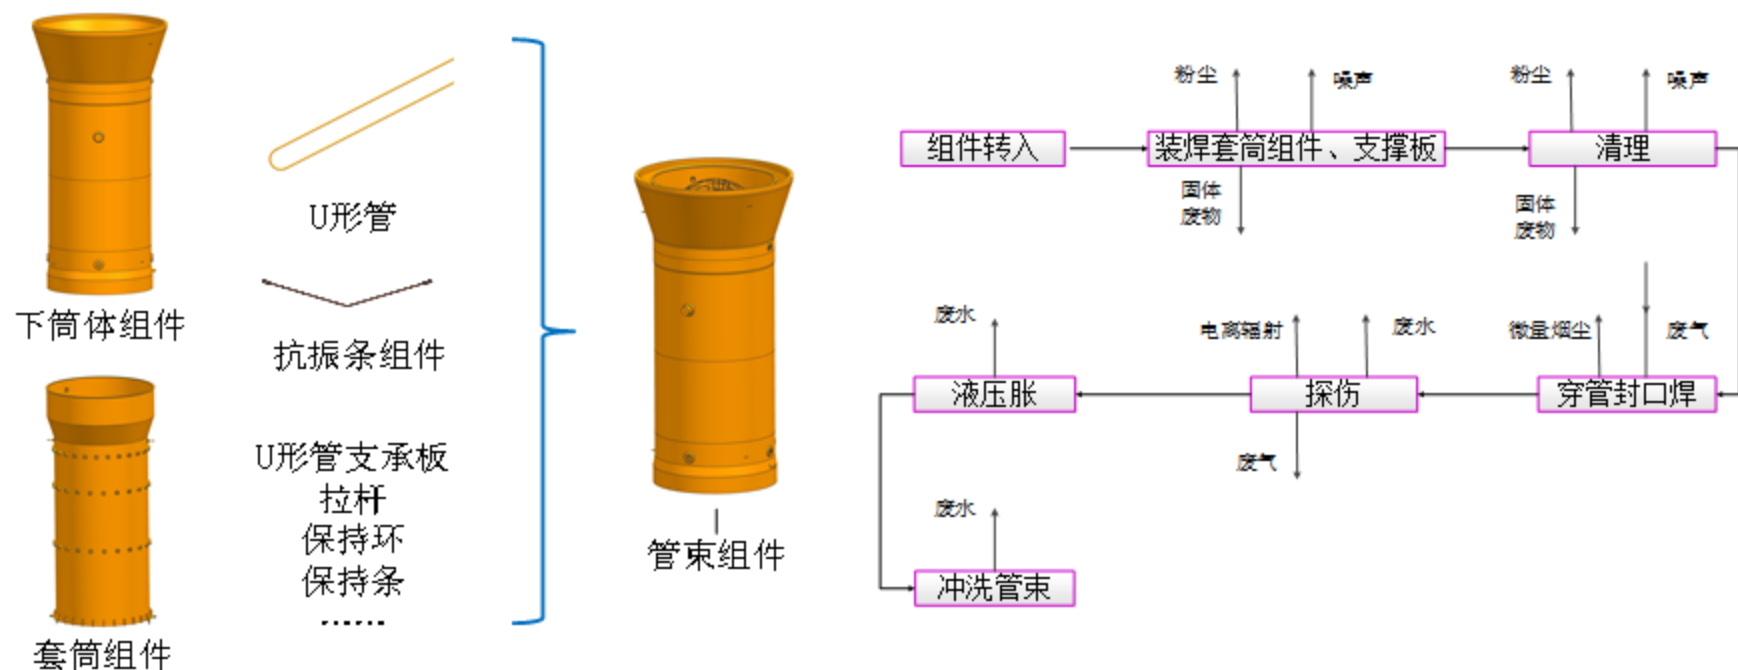 下筒体组件
套筒组件
U形管
抗振条组件
U形管支承板
拉杆
保持环
保持条
······
管束组件
粉尘
噪声
粉尘
噪声
组件转入
装焊套筒组件、支撑板
清理
固体
废物
固体
废物
废水
电离辐射
废水
微量烟尘
废气
液压胀
探伤
穿管封口焊
废气
废水
冲洗管束